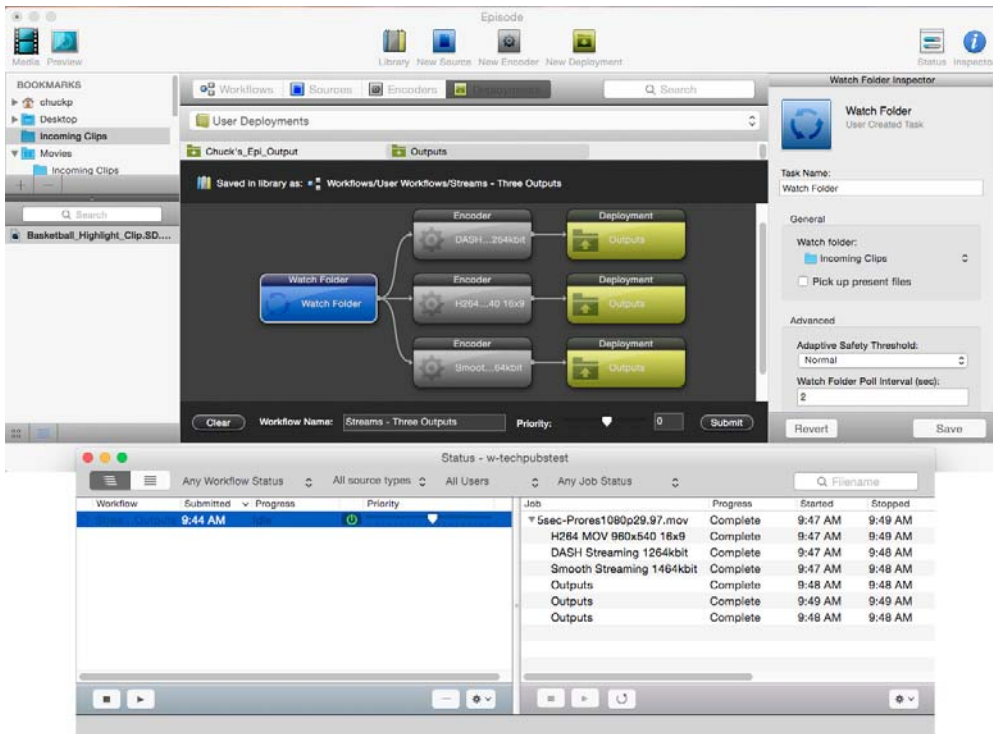 Episode
Media Preview
Library New Source New Encoder New Deployment
Status Inspector
BOOKMARKS
chuckp
Desktop
Incoming Clips
Movies
Incoming Clips
Search
Basketball_Highlight_Clip.SD....
Workflows Sources Encoders Deployments
Search
User Deployments
Chuck's_Epi_Output Outputs
Saved in library as: Workflows/User Workflows/Streams - Three Outputs
Encoder Deployment
DASH...264kbit Outputs
Watch Folder Encoder Deployment
Watch Folder H264....40 16x9 Outputs
Encoder Deployment
Smoot...64kbit Outputs
Clear Workflow Name: Streams - Three Outputs Priority: 0 Submit
Watch Folder Inspector
Watch Folder
User Created Task
Task Name:
Watch Folder
General
Watch folder:
Incoming Clips
Pick up present files
Advanced
Adaptive Safety Threshold:
Normal
Watch Folder Poll Interval (sec):
2
Revert Save
Status - w-techpubstest
Any Workflow Status All source types All Users Any Job Status Filename
Workflow Submitted Progress Priority
9:44 AM Idle
Job Progress Started Stopped
5sec-Prores1080p29.97.mov Complete 9:47 AM 9:49 AM
H264 MOV 960x540 16x9 Complete 9:47 AM 9:49 AM
DASH Streaming 1264kbit Complete 9:47 AM 9:48 AM
Smooth Streaming 1464kbit Complete 9:47 AM 9:48 AM
Outputs Complete 9:48 AM 9:48 AM
Outputs Complete 9:49 AM 9:49 AM
Outputs Complete 9:48 AM 9:48 AM